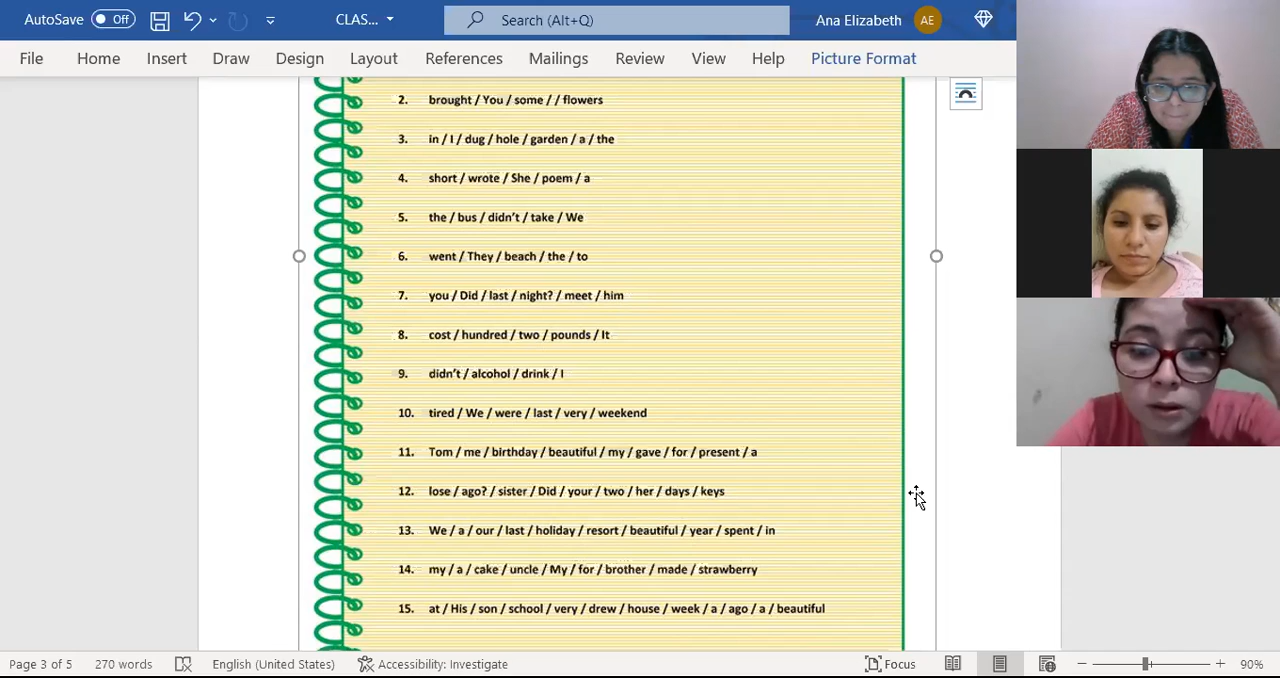 AutoSave Off CLAS... Search (Alt+Q) Ana Elizabeth AE
File Home Insert Draw Design Layout References Mailings Review View Help Picture Format
2. brought / You / some / / flowers
3. in / I / dug / hole / garden / a / the
4. short / wrote / She / poem / a
5. the / bus / didn't / take / We
6. went / They / beach / the / to
7. you / Did / last / night? / meet / him
8. cost / hundred / two / pounds / It
9. didn't / alcohol / drink / I
10. tired / We / were / last / very / weekend
11. Tom / me / birthday / beautiful / my / gave / for / present / a
12. lose / ago? / sister / Did / your / two / her / days / keys
13. We / a / our / last / holiday / resort / beautiful / year / spent / in
14. my / a / cake / uncle / My / for / brother / made / strawberry
15. at / His / son / school / very / drew / house / week / a / ago / a / beautiful
Page 3 of 5 270 words English (United States) Accessibility: Investigate Focus 90%